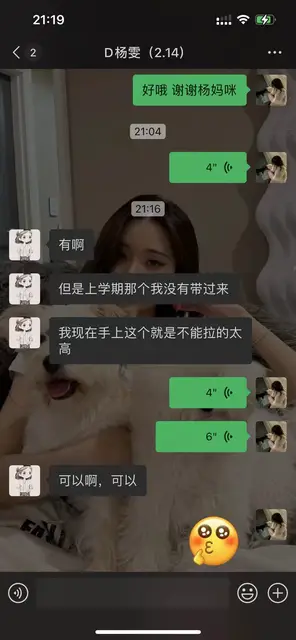 21:19
2
D杨雯（2.14）
好哦 谢谢杨妈咪
21:04
4"
21:16
有啊
但是上学期那个我没有带过来
我现在手上这个就是不能拉的太
高
4"
6"
可以啊，可以